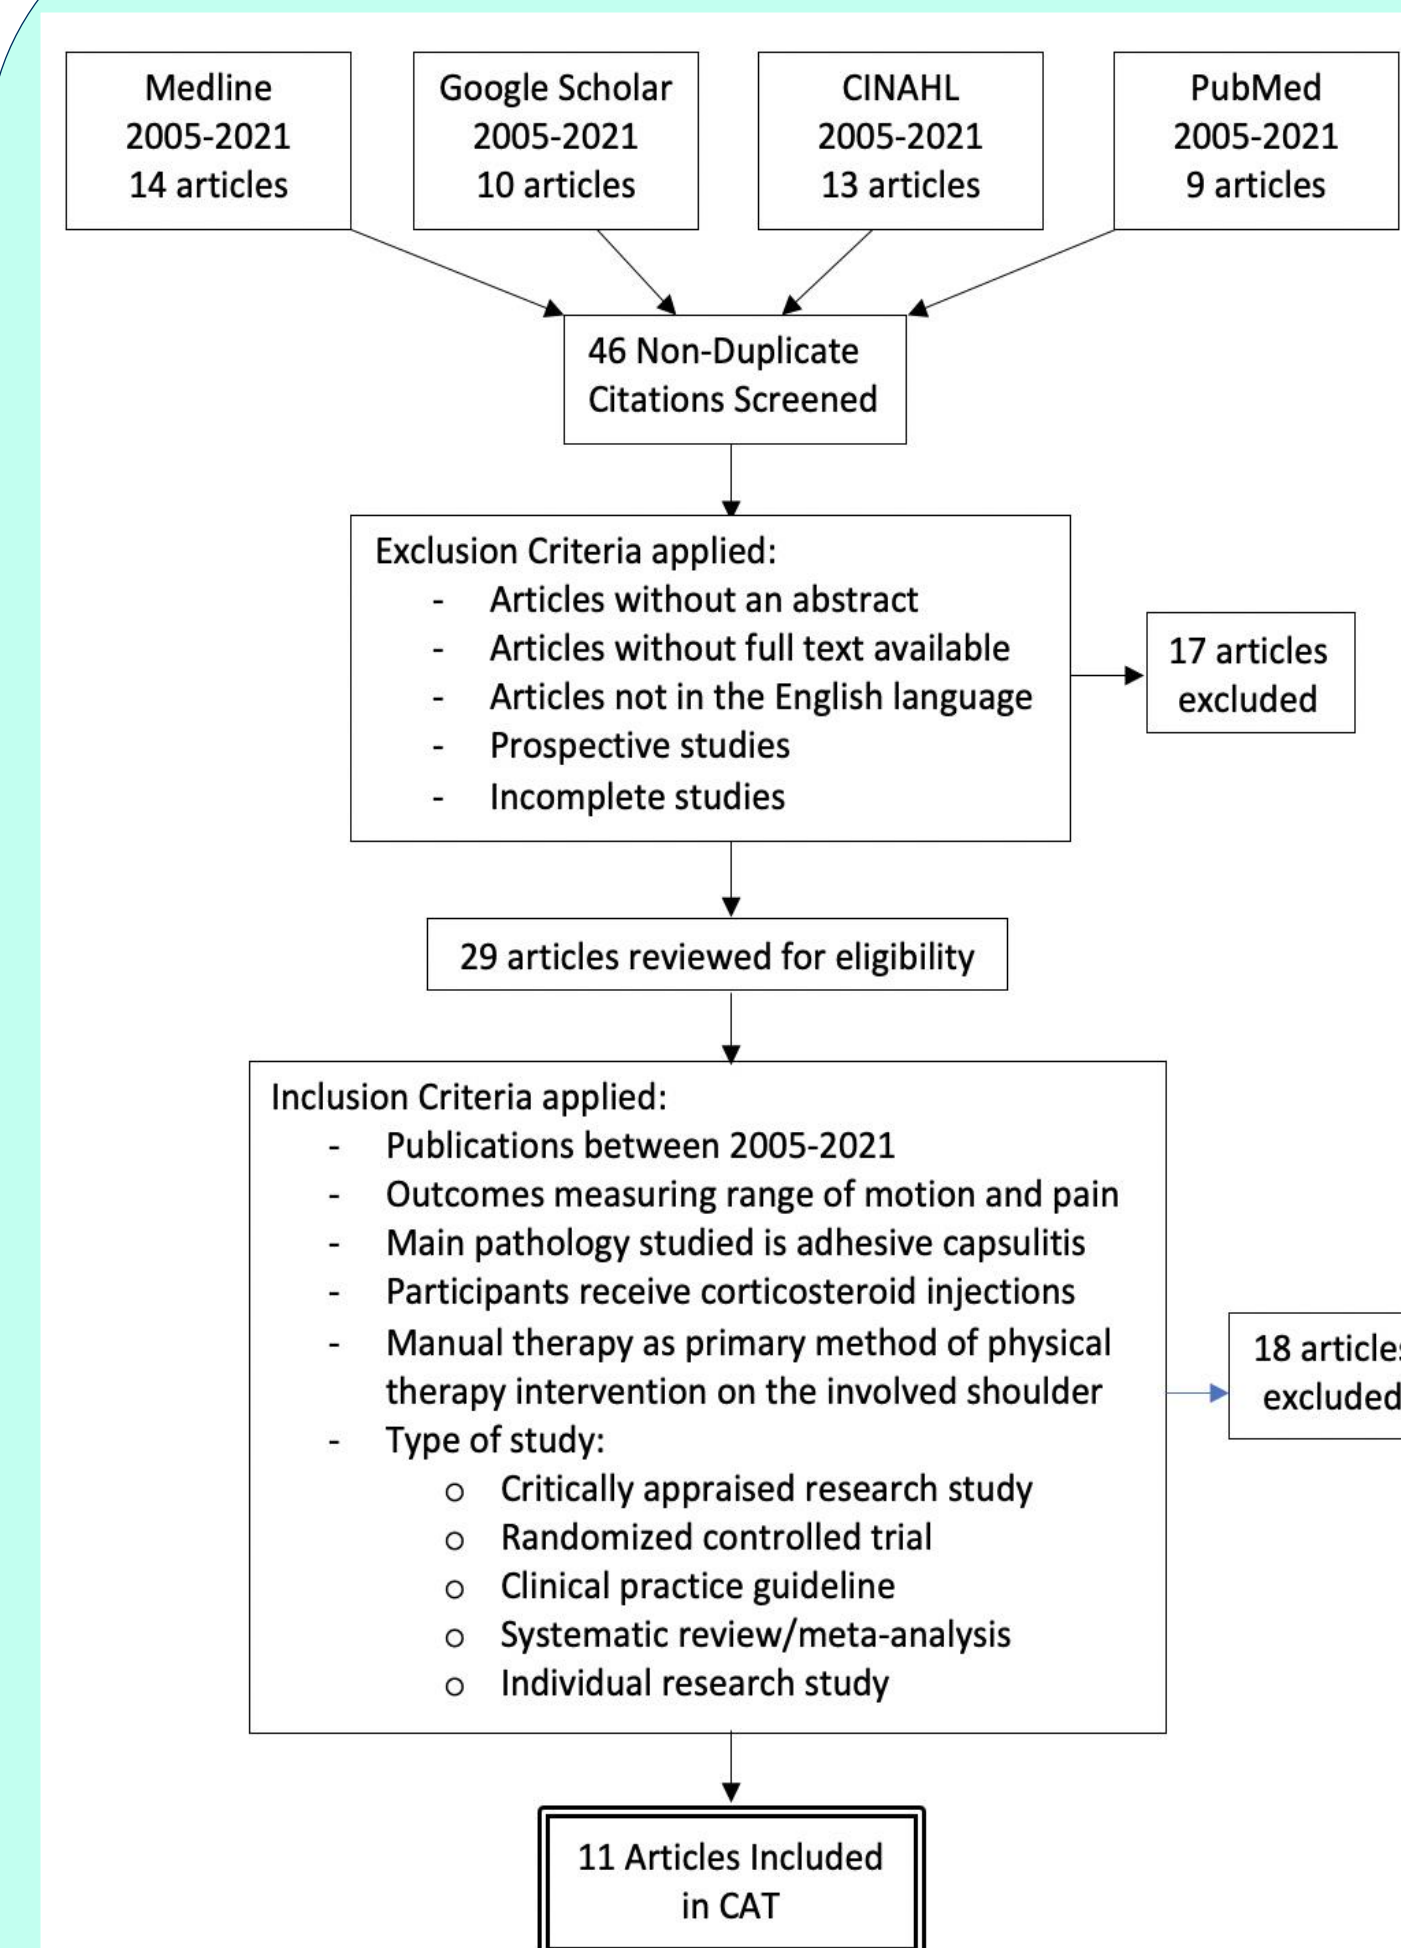 Medline
2005-2021
14 articles
Google Scholar
2005-2021
10 articles
CINAHL
2005-2021
13 articles
PubMed
2005-2021
9 articles
46 Non-Duplicate
Citations Screened
Exclusion Criteria applied:
- Articles without an abstract
- Articles without full text available
- Articles not in the English language
- Prospective studies
- Incomplete studies
17 articles
excluded
29 articles reviewed for eligibility
Inclusion Criteria applied:
- Publications between 2005-2021
- Outcomes measuring range of motion and pain
- Main pathology studied is adhesive capsulitis
- Participants receive corticosteroid injections
- Manual therapy as primary method of physical
therapy intervention on the involved shoulder
- Type of study:
o Critically appraised research study
o Randomized controlled trial
o Clinical practice guideline
o Systematic review/meta-analysis
o Individual research study
18 articles
excluded
11 Articles Included
in CAT